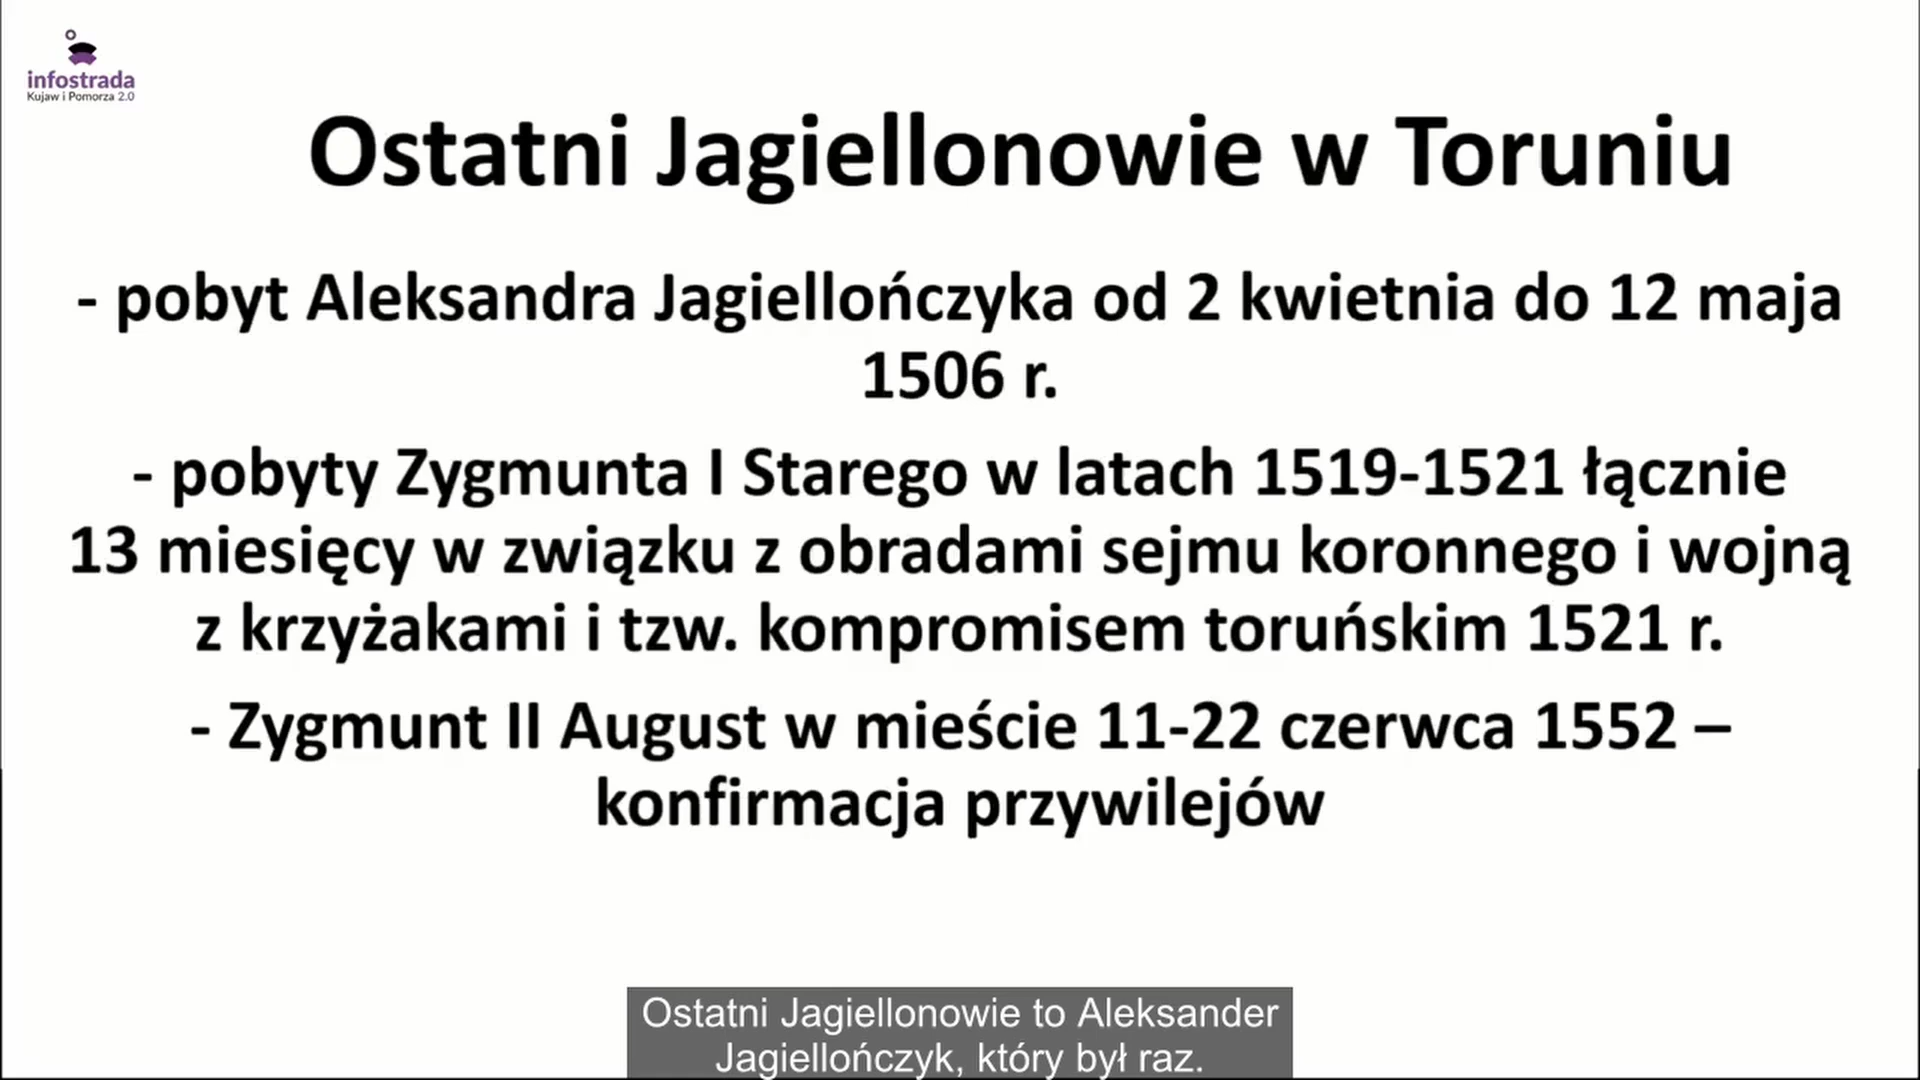 infostrada
Kujaw i Pomorza 2.0
Ostatni Jagiellonowie w Toruniu
- pobyt Aleksandra Jagiellończyka od 2 kwietnia do 12 maja
1506 r.
- pobyty Zygmunta I Starego w latach 1519-1521 łącznie
13 miesięcy w związku z obradami sejmu koronnego i wojną
z krzyżakami i tzw. kompromisem toruńskim 1521 r.
- Zygmunt II August w mieście 11-22 czerwca 1552 –
konfirmacja przywilejów
Ostatni Jagiellonowie to Aleksander
Jagiellończyk, który był raz.